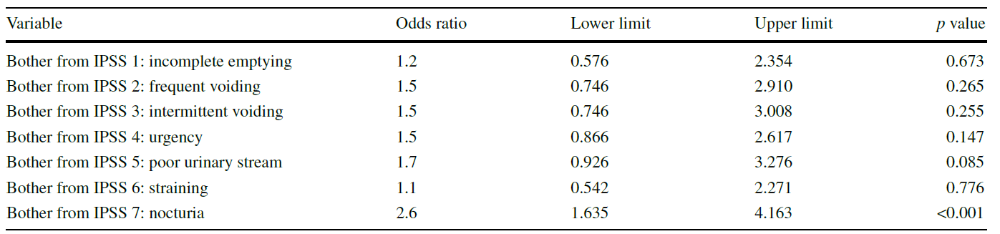 Variable Odds ratio Lower limit Upper limit p value
Bother from IPSS 1: incomplete emptying 1.2 0.576 2.354 0.673
Bother from IPSS 2: frequent voiding 1.5 0.746 2.910 0.265
Bother from IPSS 3: intermittent voiding 1.5 0.746 3.008 0.255
Bother from IPSS 4: urgency 1.5 0.866 2.617 0.147
Bother from IPSS 5: poor urinary stream 1.7 0.926 3.276 0.085
Bother from IPSS 6: straining 1.1 0.542 2.271 0.776
Bother from IPSS 7: nocturia 2.6 1.635 4.163 <0.001